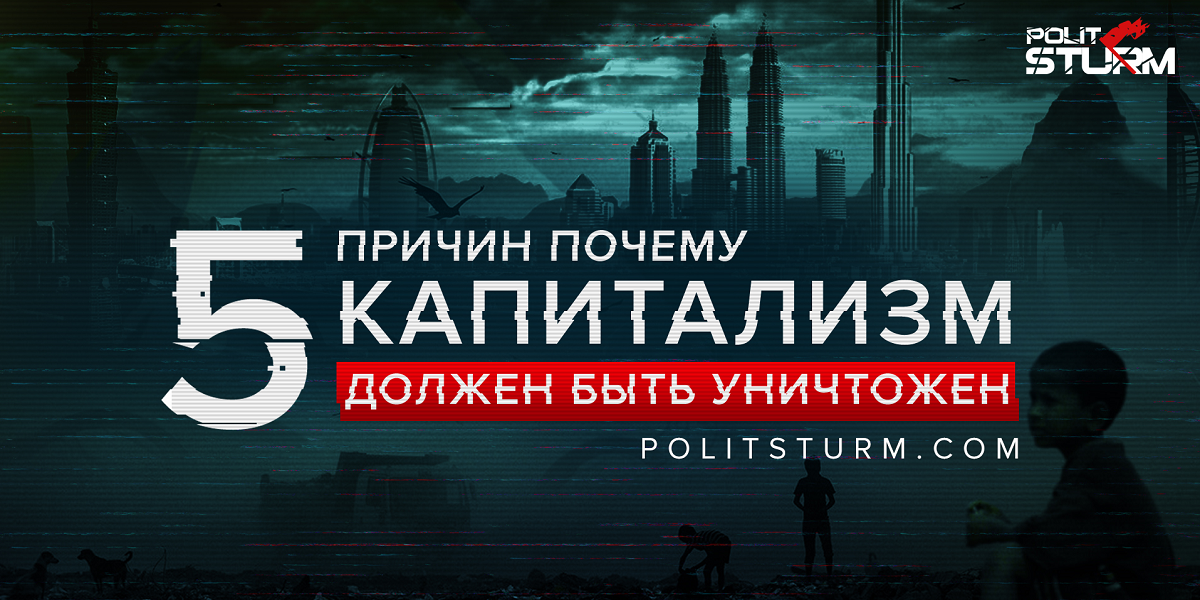 POLIT
STURM
5
ПРИЧИН ПОЧЕМУ
КАПИТАЛИЗМ
ДОЛЖЕН БЫТЬ УНИЧТОЖЕН
POLITSTURM.COM